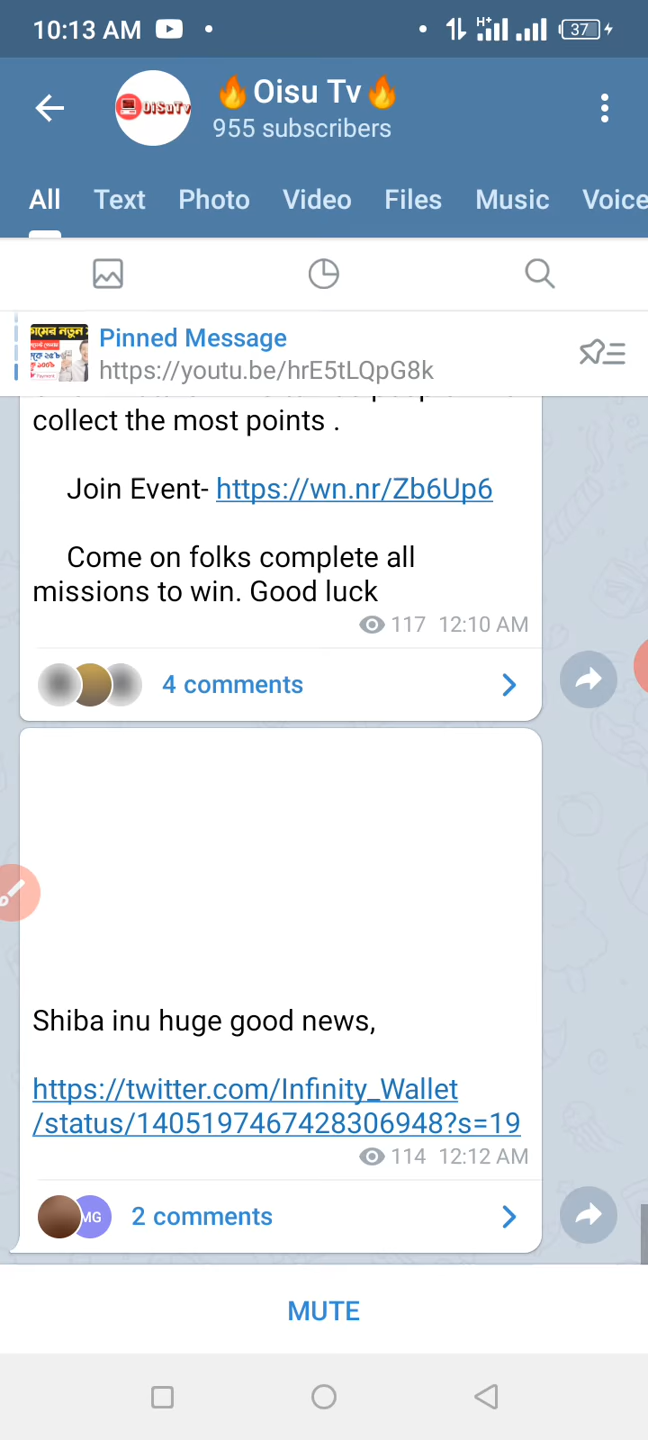 10:13 AM
H+
37
🔥Oisu Tv🔥
OiSuTv
955 subscribers
All Text Photo Video Files Music Voice
Pinned Message
https://youtu.be/hrE5tLQpG8k
collect the most points .
Join Event- https://wn.nr/Zb6Up6
Come on folks complete all
missions to win. Good luck
117 12:10 AM
4 comments
Shiba inu huge good news,
https://twitter.com/Infinity_Wallet
/status/1405197467428306948?s=19
114 12:12 AM
MG
2 comments
MUTE